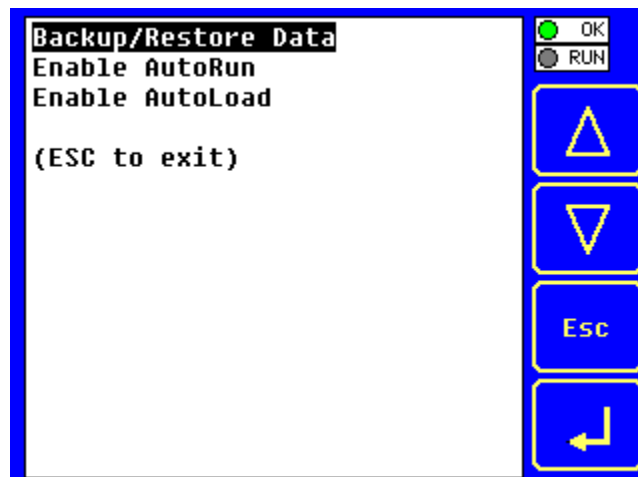 Backup/Restore Data
Enable AutoRun
Enable AutoLoad
(ESC to exit)
OK
RUN
Esc